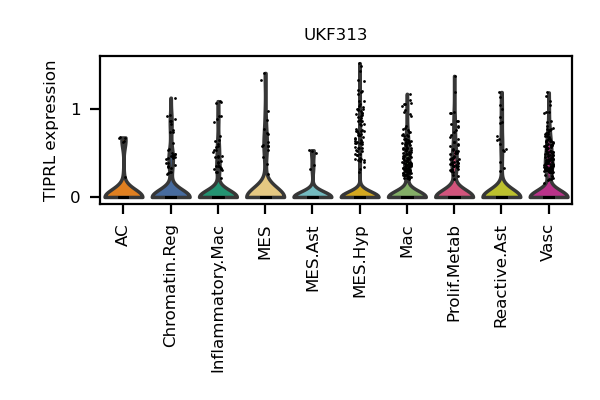 UKF313
TIPRL expression
1
0
AC
Chromatin.Reg
Inflammatory.Mac
MES
MES.Ast
MES.Hyp
Mac
Prolif.Metab
Reactive.Ast
Vasc